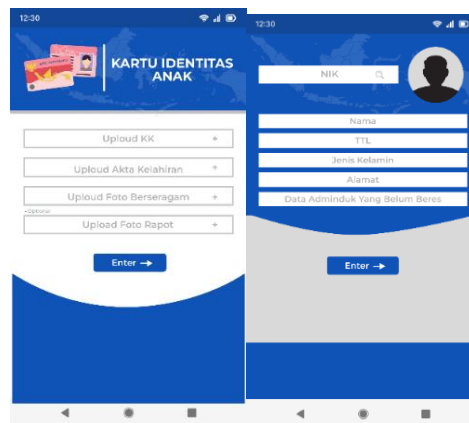 12:30
KARTU IDENTITAS
ANAK
Uploud KK +
Uploud Akta Kelahiran +
Uploud Foto Berseragam +
*Optional
Upload Foto Rapot +
Enter →
12:30
NIK
Nama
TTL
Jenis Kelamin
Alamat
Data Adminduk Yang Belum Beres
Enter →